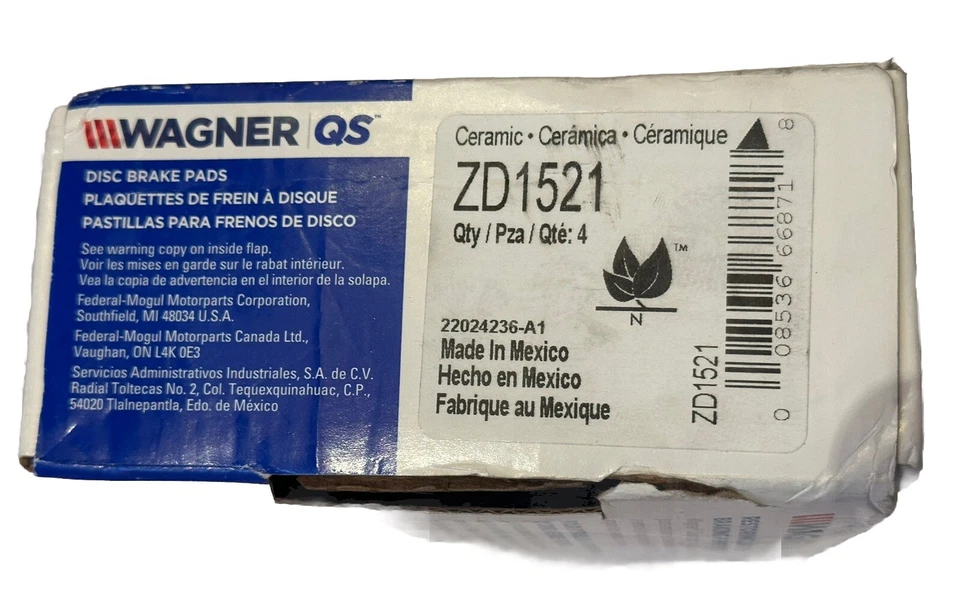 WAGNER | QS™
DISC BRAKE PADS
PLAQUETTES DE FREIN À DISQUE
PASTILLAS PARA FRENOS DE DISCO
See warning copy on inside flap.
Voir les mises en garde sur le rabat intérieur.
Vea la copia de advertencia en el interior de la solapa.
Federal-Mogul Motorparts Corporation,
Southfield, MI 48034 U.S.A.
Federal-Mogul Motorparts Canada Ltd.,
Vaughan, ON L4K 0E3
Servicios Administrativos Industriales, S.A. de C.V.
Radial Toltecas No. 2, Col. Tequexquinahuac, C.P.,
54020 Tlalnepantla, Edo. de México
Ceramic • Cerámica • Céramique
ZD1521
Qty / Pza / Qté: 4
™
N
22024236-A1
Made In Mexico
Hecho en Mexico
Fabrique au Mexique
ZD1521
0 08536 66871 8